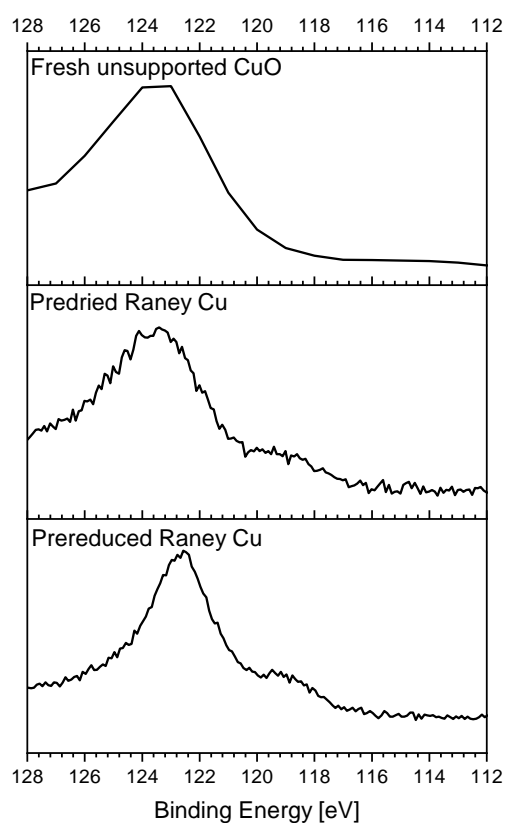 128 126 124 122 120 118 116 114 112
Fresh unsupported CuO
Predried Raney Cu
Prereduced Raney Cu
128 126 124 122 120 118 116 114 112
Binding Energy [eV]